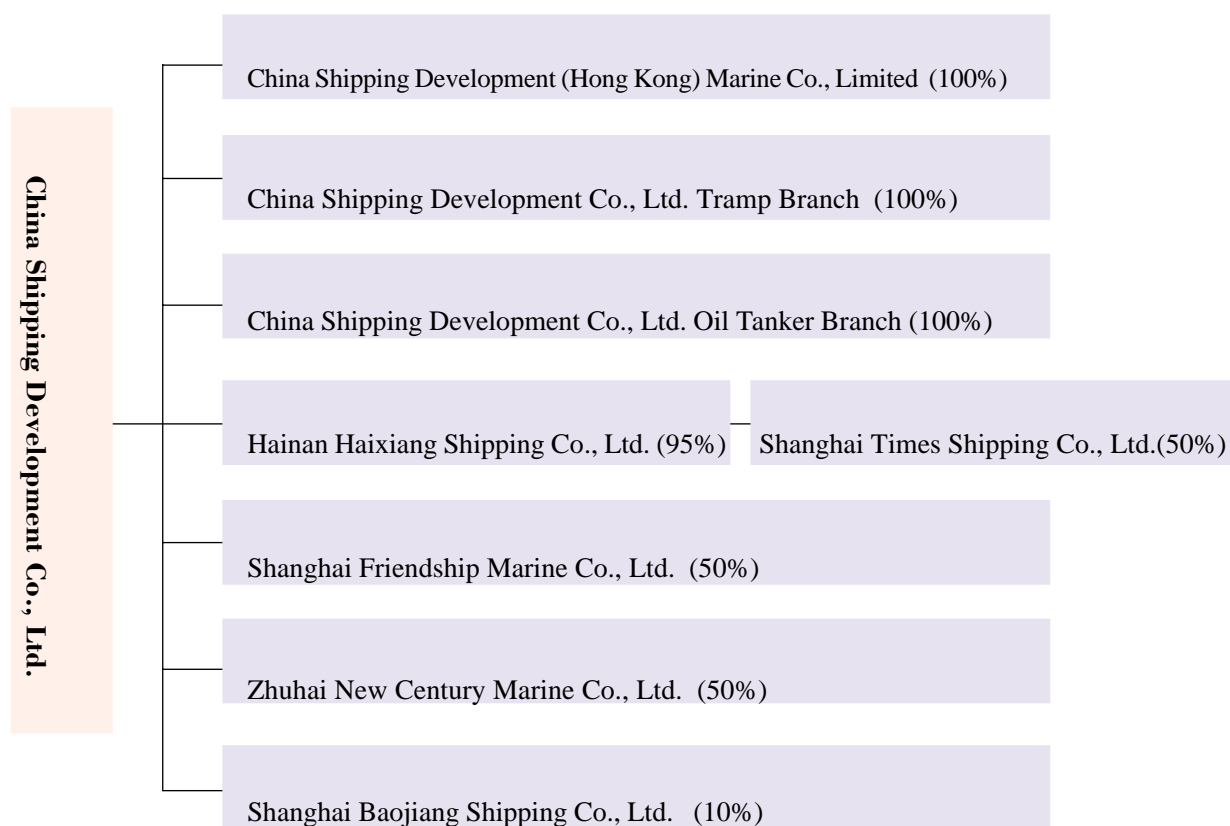 China Shipping Development Co., Ltd.
China Shipping Development (Hong Kong) Marine Co., Limited (100%)
China Shipping Development Co., Ltd. Tramp Branch (100%)
China Shipping Development Co., Ltd. Oil Tanker Branch (100%)
Hainan Haixiang Shipping Co., Ltd. (95%)
Shanghai Times Shipping Co., Ltd.(50%)
Shanghai Friendship Marine Co., Ltd. (50%)
Zhuhai New Century Marine Co., Ltd. (50%)
Shanghai Baojiang Shipping Co., Ltd. (10%)